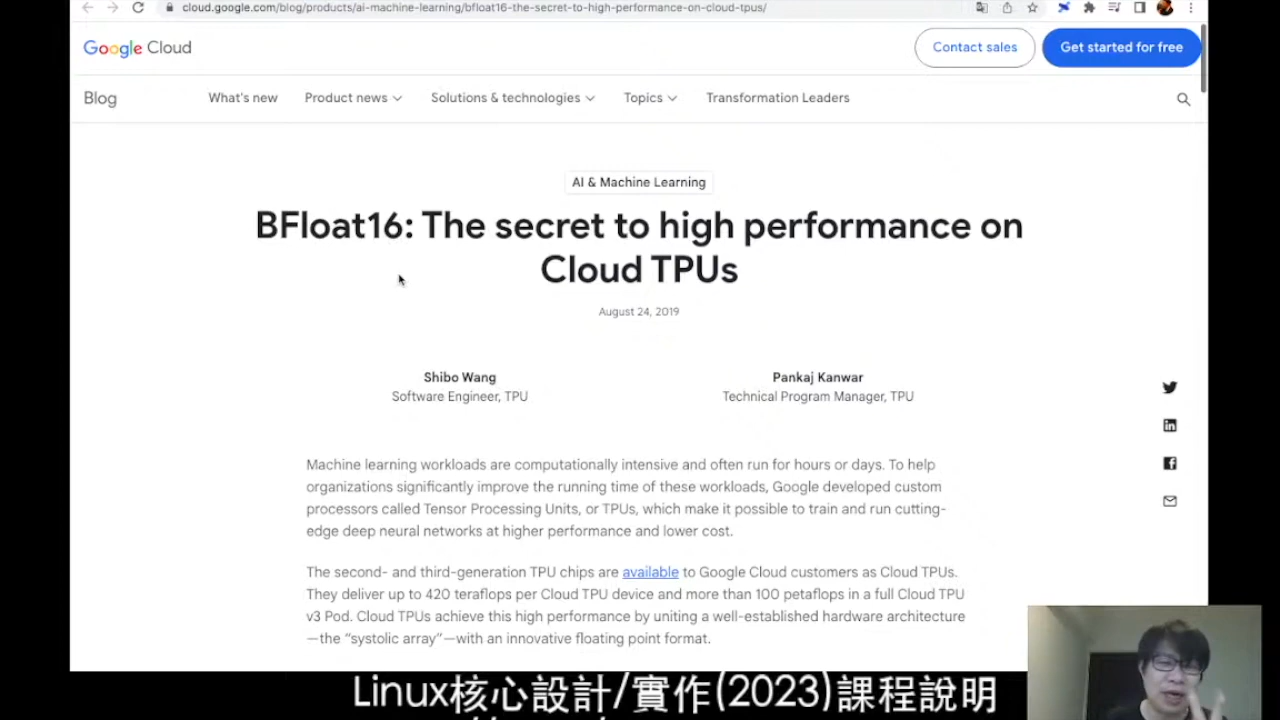 cloud.google.com/blog/products/ai-machine-learning/bfloat16-the-secret-to-high-performance-on-cloud-tpus/
Google Cloud
Contact sales
Get started for free
Blog
What's new
Product news
Solutions & technologies
Topics
Transformation Leaders
AI & Machine Learning
BFloat16: The secret to high performance on
Cloud TPUs
August 24, 2019
Shibo Wang
Software Engineer, TPU
Pankaj Kanwar
Technical Program Manager, TPU
Machine learning workloads are computationally intensive and often run for hours or days. To help
organizations significantly improve the running time of these workloads, Google developed custom
processors called Tensor Processing Units, or TPUs, which make it possible to train and run cutting-
edge deep neural networks at higher performance and lower cost.
The second- and third-generation TPU chips are available to Google Cloud customers as Cloud TPUs.
They deliver up to 420 teraflops per Cloud TPU device and more than 100 petaflops in a full Cloud TPU
v3 Pod. Cloud TPUs achieve this high performance by uniting a well-established hardware architecture
—the “systolic array”—with an innovative floating point format.
Linux核心設計/實作(2023)課程說明